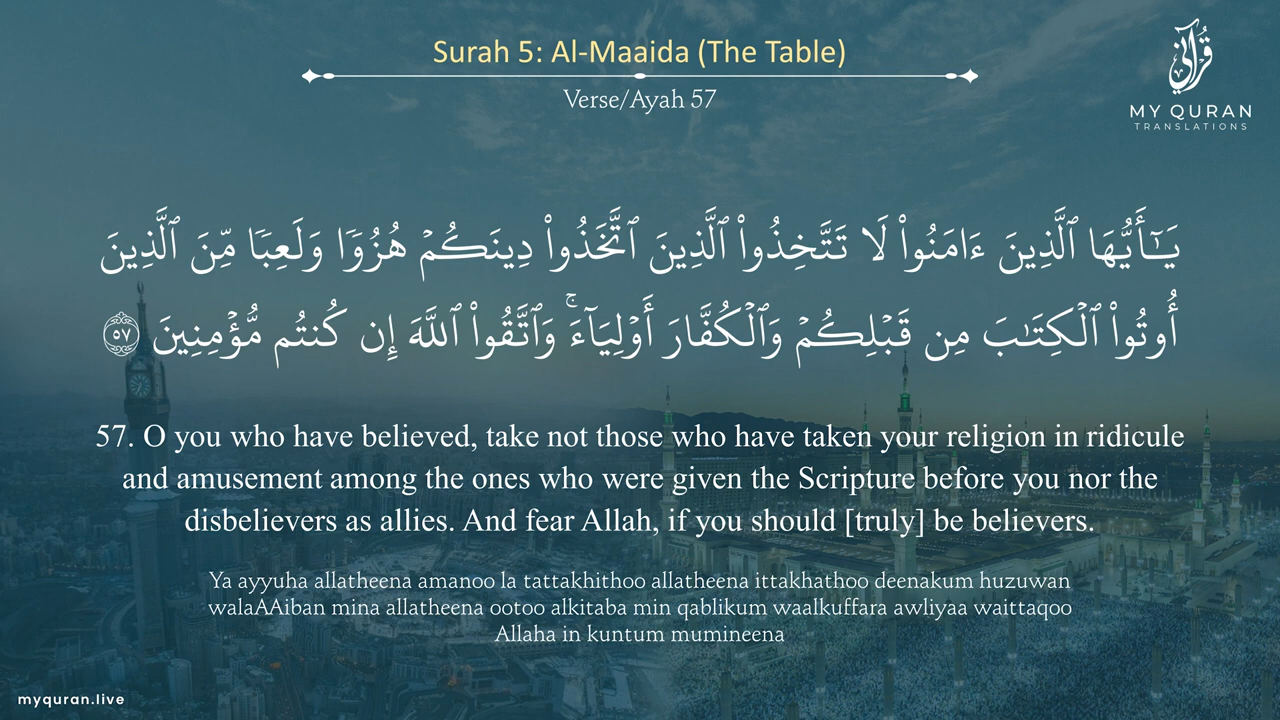 Surah 5: Al-Maaida (The Table)
Verse/Ayah 57
قُرآني
MY QURAN
TRANSLATIONS
يَـٰٓأَيُّهَا ٱلَّذِينَ ءَامَنُوا۟ لَا تَتَّخِذُوا۟ ٱلَّذِينَ ٱتَّخَذُوا۟ دِينَكُمْ هُزُوًۭا وَلَعِبًۭا مِّنَ ٱلَّذِينَ
أُوتُوا۟ ٱلْكِتَـٰبَ مِن قَبْلِكُمْ وَٱلْكُفَّارَ أَوْلِيَآءَ ۚ وَٱتَّقُوا۟ ٱللَّهَ إِن كُنتُم مُّؤْمِنِينَ ٥٧
57. O you who have believed, take not those who have taken your religion in ridicule
and amusement among the ones who were given the Scripture before you nor the
disbelievers as allies. And fear Allah, if you should [truly] be believers.
Ya ayyuha allatheena amanoo la tattakhithoo allatheena ittakhathoo deenakum huzuwan
walaAAiban mina allatheena ootoo alkitaba min qablikum waalkuffara awliyaa waittaqoo
Allaha in kuntum mumineena
myquran.live